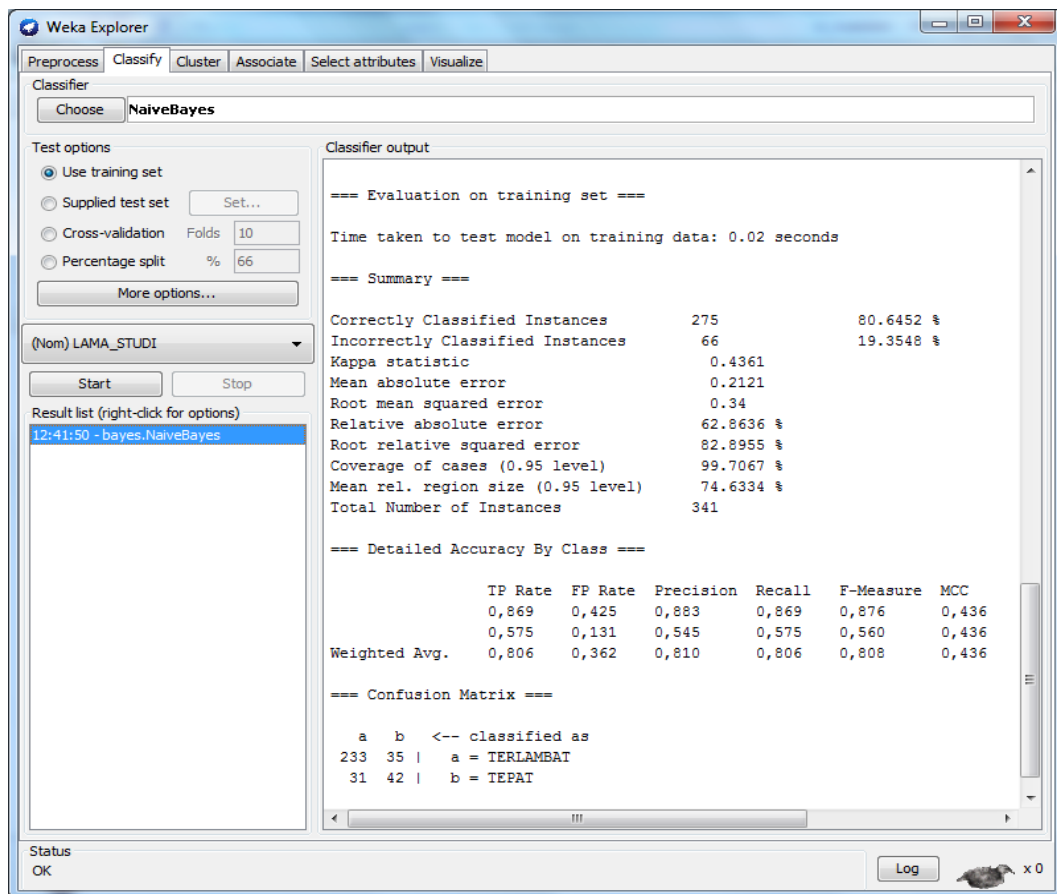 Weka Explorer
Preprocess Classify Cluster Associate Select attributes Visualize
Classifier
Choose NaiveBayes
Test options
Use training set
Supplied test set Set...
Cross-validation Folds 10
Percentage split % 66
More options...
(Nom) LAMA_STUDI
Start Stop
Result list (right-click for options)
12:41:50 - bayes.NaiveBayes
Classifier output
=== Evaluation on training set ===
Time taken to test model on training data: 0.02 seconds
=== Summary ===
Correctly Classified Instances 275 80.6452 %
Incorrectly Classified Instances 66 19.3548 %
Kappa statistic 0.4361
Mean absolute error 0.2121
Root mean squared error 0.34
Relative absolute error 62.8636 %
Root relative squared error 82.8955 %
Coverage of cases (0.95 level) 99.7067 %
Mean rel. region size (0.95 level) 74.6334 %
Total Number of Instances 341
=== Detailed Accuracy By Class ===
TP Rate FP Rate Precision Recall F-Measure MCC
0,869 0,425 0,883 0,869 0,876 0,436
0,575 0,131 0,545 0,575 0,560 0,436
Weighted Avg. 0,806 0,362 0,810 0,806 0,808 0,436
=== Confusion Matrix ===
a b <-- classified as
233 35 | a = TERLAMBAT
31 42 | b = TEPAT
Status
OK
Log x 0